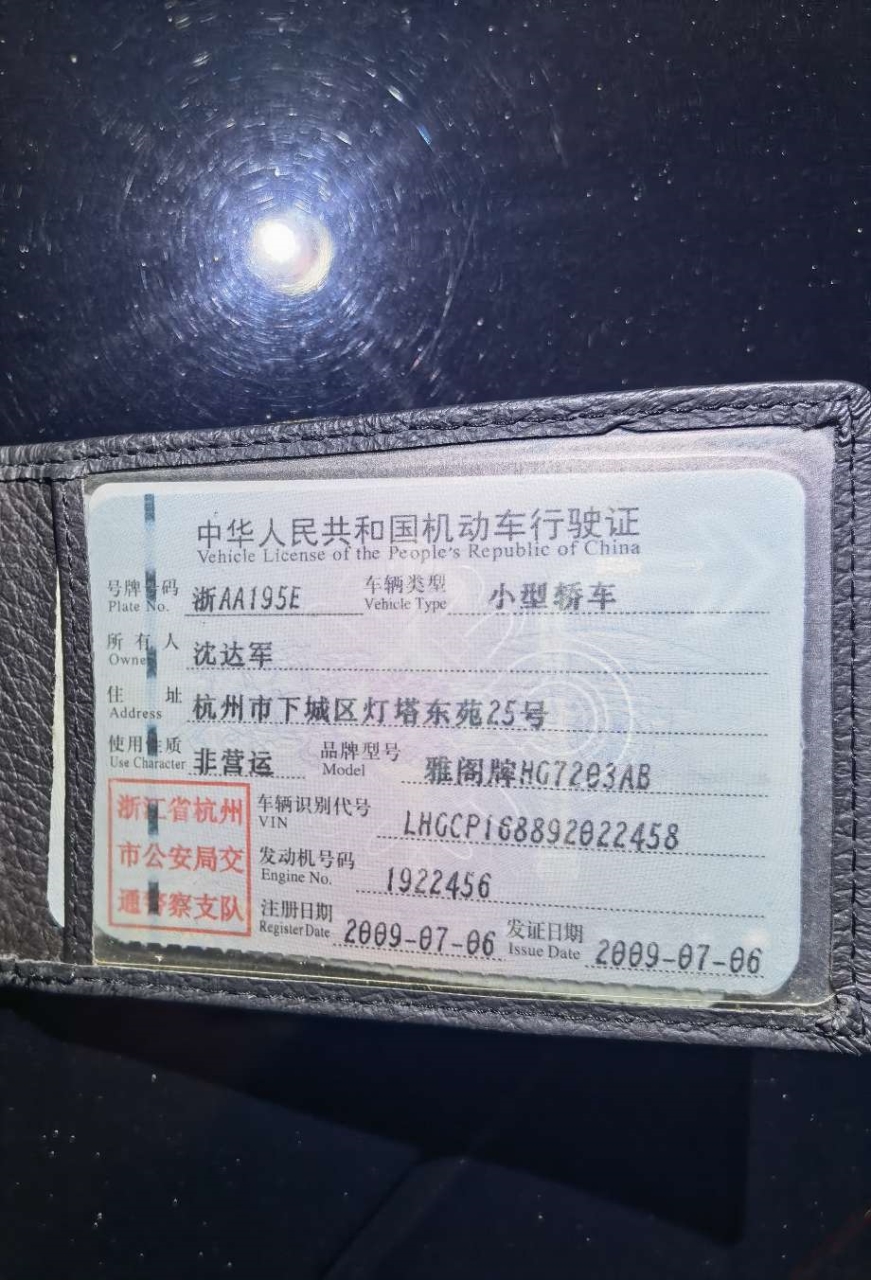 中华人民共和国机动车行驶证
Vehicle License of the People's Republic of China
号牌号码 浙AA195E 车辆类型 小型轿车
Plate No. Vehicle Type
所有人 沈达军
Owner
住址 杭州市下城区灯塔东苑25号
Address
使用性质 非营运 品牌型号 雅阁牌HG7203AB
Use Character Model
浙江省杭州
市公安局交
通警察支队
车辆识别代号 LHGCP168892022458
VIN
发动机号码 1922456
Engine No.
注册日期 2009-07-06 发证日期 2009-07-06
Register Date Issue Date